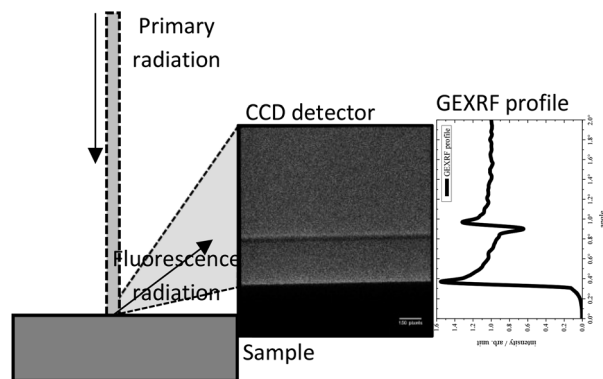 Primary
radiation
CCD detector
GEXRF profile
GEXRF profile
2.0°
1.8°
1.6°
1.4°
1.2°
1.0°
0.8°
0.6°
0.4°
0.2°
0.0°
Fluorescence
radiation
1.6 1.4 1.2 1.0 0.8 0.6 0.4 0.2 0.0
intensity / arb. unit
Sample